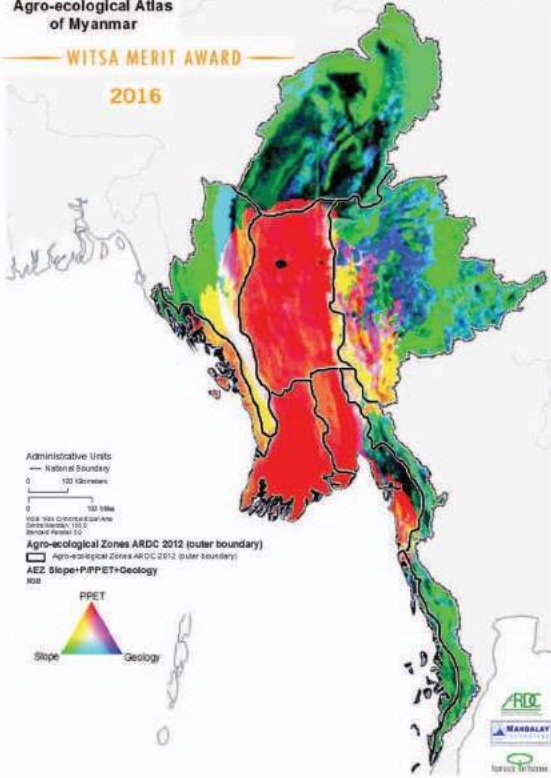 Agro-ecological Atlas
of Myanmar
WITSA MERIT AWARD
2016
Administrative Units
National Boundary
0 100 Kilometers
0 100 Miles
Agro-ecological Zones ARDC 2012 (outer boundary)
Agro-ecological Zones ARDC 2012 (outer boundary)
AEZ Slope+P/PPET+Geology
RGB
PPET
Slope
Geology
ARDC
MANDALAY